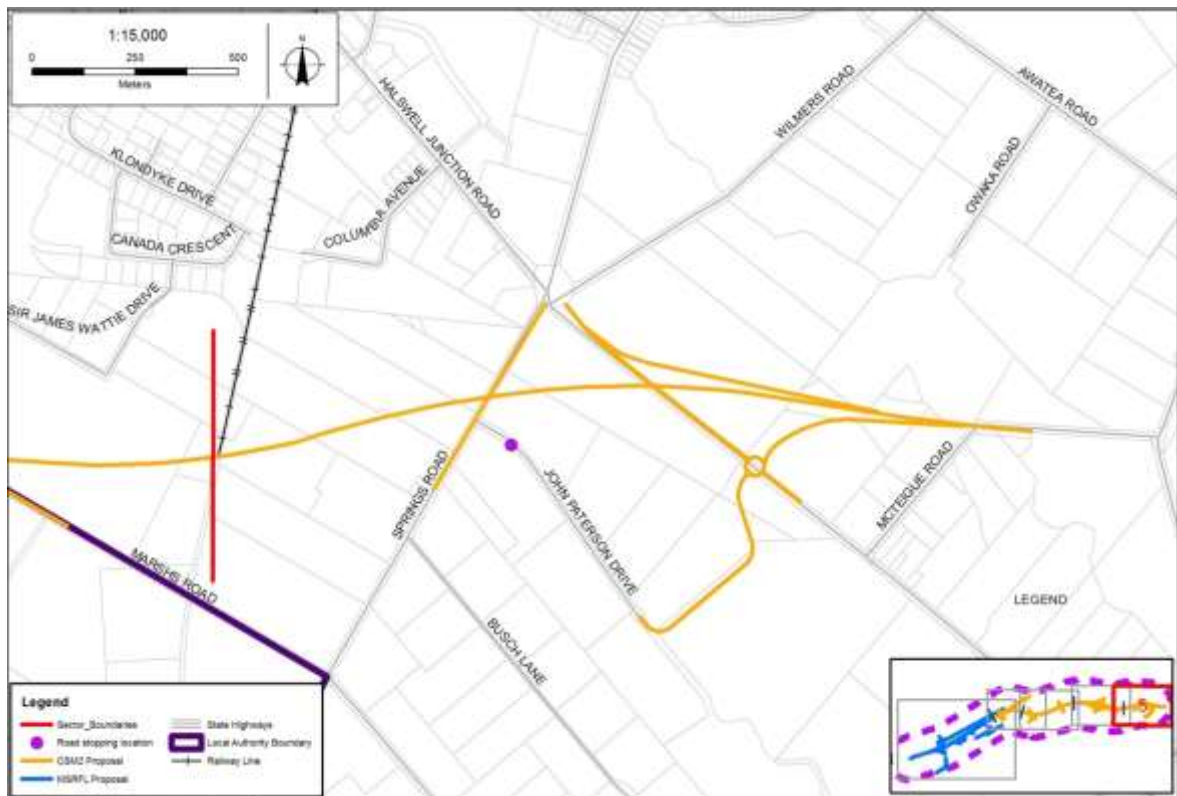 1:15,000
0 250 500
Meters
N
HALSWELL JUNCTION ROAD
WILMERS ROAD
AWATEA ROAD
OWAKA ROAD
KLONDYKE DRIVE
COLUMBIA AVENUE
CANADA CRESCENT
SIR JAMES WATTIE DRIVE
SPRINGS ROAD
JOHN PATERSON DRIVE
MCTEIGUE ROAD
MARSHS ROAD
BUSCH LANE
LEGEND
Legend
Sector_Boundaries
Road stopping location
CSM2 Proposal
MSRFL Proposal
State Highways
Local Authority Boundary
Railway Line
5